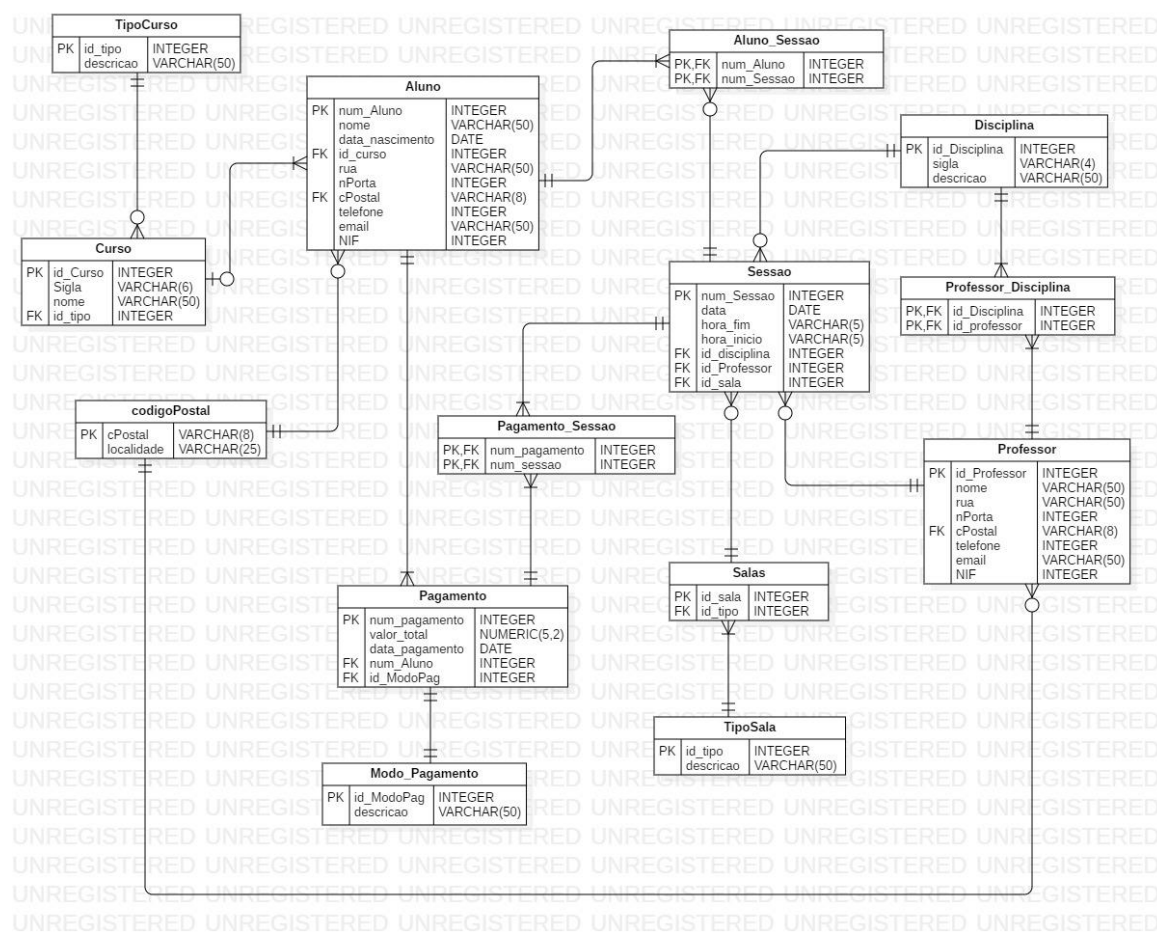 TipoCurso
PK id_tipo INTEGER
descricao VARCHAR(50)
Aluno
PK num_Aluno INTEGER
nome VARCHAR(50)
data_nascimento DATE
FK id_curso INTEGER
rua VARCHAR(50)
nPorta INTEGER
FK cPostal VARCHAR(8)
telefone INTEGER
email VARCHAR(50)
NIF INTEGER
Aluno_Sessao
PK,FK num_Aluno INTEGER
PK,FK num_Sessao INTEGER
Disciplina
PK id_Disciplina INTEGER
sigla VARCHAR(4)
descricao VARCHAR(50)
Curso
PK id_Curso INTEGER
Sigla VARCHAR(6)
nome VARCHAR(50)
FK id_tipo INTEGER
Sessao
PK num_Sessao INTEGER
data DATE
hora_fim VARCHAR(5)
hora_inicio VARCHAR(5)
FK id_disciplina INTEGER
FK id_Professor INTEGER
FK id_sala INTEGER
Professor_Disciplina
PK,FK id_Disciplina INTEGER
PK,FK id_professor INTEGER
codigoPostal
PK cPostal VARCHAR(8)
localidade VARCHAR(25)
Pagamento_Sessao
PK,FK num_pagamento INTEGER
PK,FK num_sessao INTEGER
Professor
PK id_Professor INTEGER
nome VARCHAR(50)
rua VARCHAR(50)
nPorta INTEGER
FK cPostal VARCHAR(8)
telefone INTEGER
email VARCHAR(50)
NIF INTEGER
Pagamento
PK num_pagamento INTEGER
valor_total NUMERIC(5,2)
data_pagamento DATE
FK num_Aluno INTEGER
FK id_ModoPag INTEGER
Salas
PK id_sala INTEGER
FK id_tipo INTEGER
TipoSala
PK id_tipo INTEGER
descricao VARCHAR(50)
Modo_Pagamento
PK id_ModoPag INTEGER
descricao VARCHAR(50)
UNREGISTERED